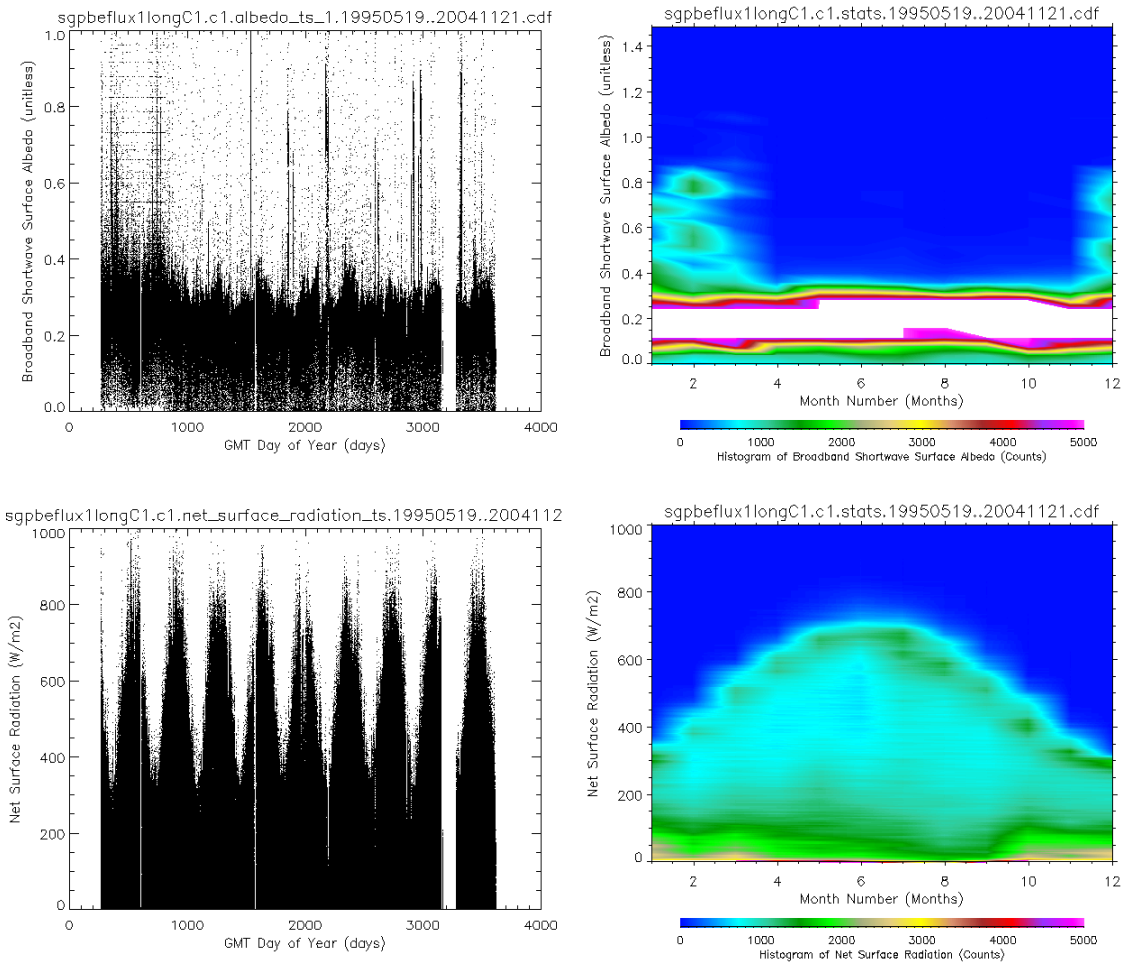 sgpbeflux1longC1.c1.albedo_ts_1.19950519..20041121.cdf
Broadband Shortwave Surface Albedo (unitless)
1.0
0.8
0.6
0.4
0.2
0.0
0 1000 2000 3000 4000
GMT Day of Year (days)
sgpbeflux1longC1.c1.stats.19950519..20041121.cdf
Broadband Shortwave Surface Albedo (unitless)
1.4
1.2
1.0
0.8
0.6
0.4
0.2
0.0
2 4 6 8 10 12
Month Number (Months)
0 1000 2000 3000 4000 5000
Histogram of Broadband Shortwave Surface Albedo (Counts)
sgpbeflux1longC1.c1.net_surface_radiation_ts.19950519..2004112
Net Surface Radiation (W/m2)
1000
800
600
400
200
0
0 1000 2000 3000 4000
GMT Day of Year (days)
sgpbeflux1longC1.c1.stats.19950519..20041121.cdf
Net Surface Radiation (W/m2)
1000
800
600
400
200
0
2 4 6 8 10 12
Month Number (Months)
0 1000 2000 3000 4000 5000
Histogram of Net Surface Radiation (Counts)